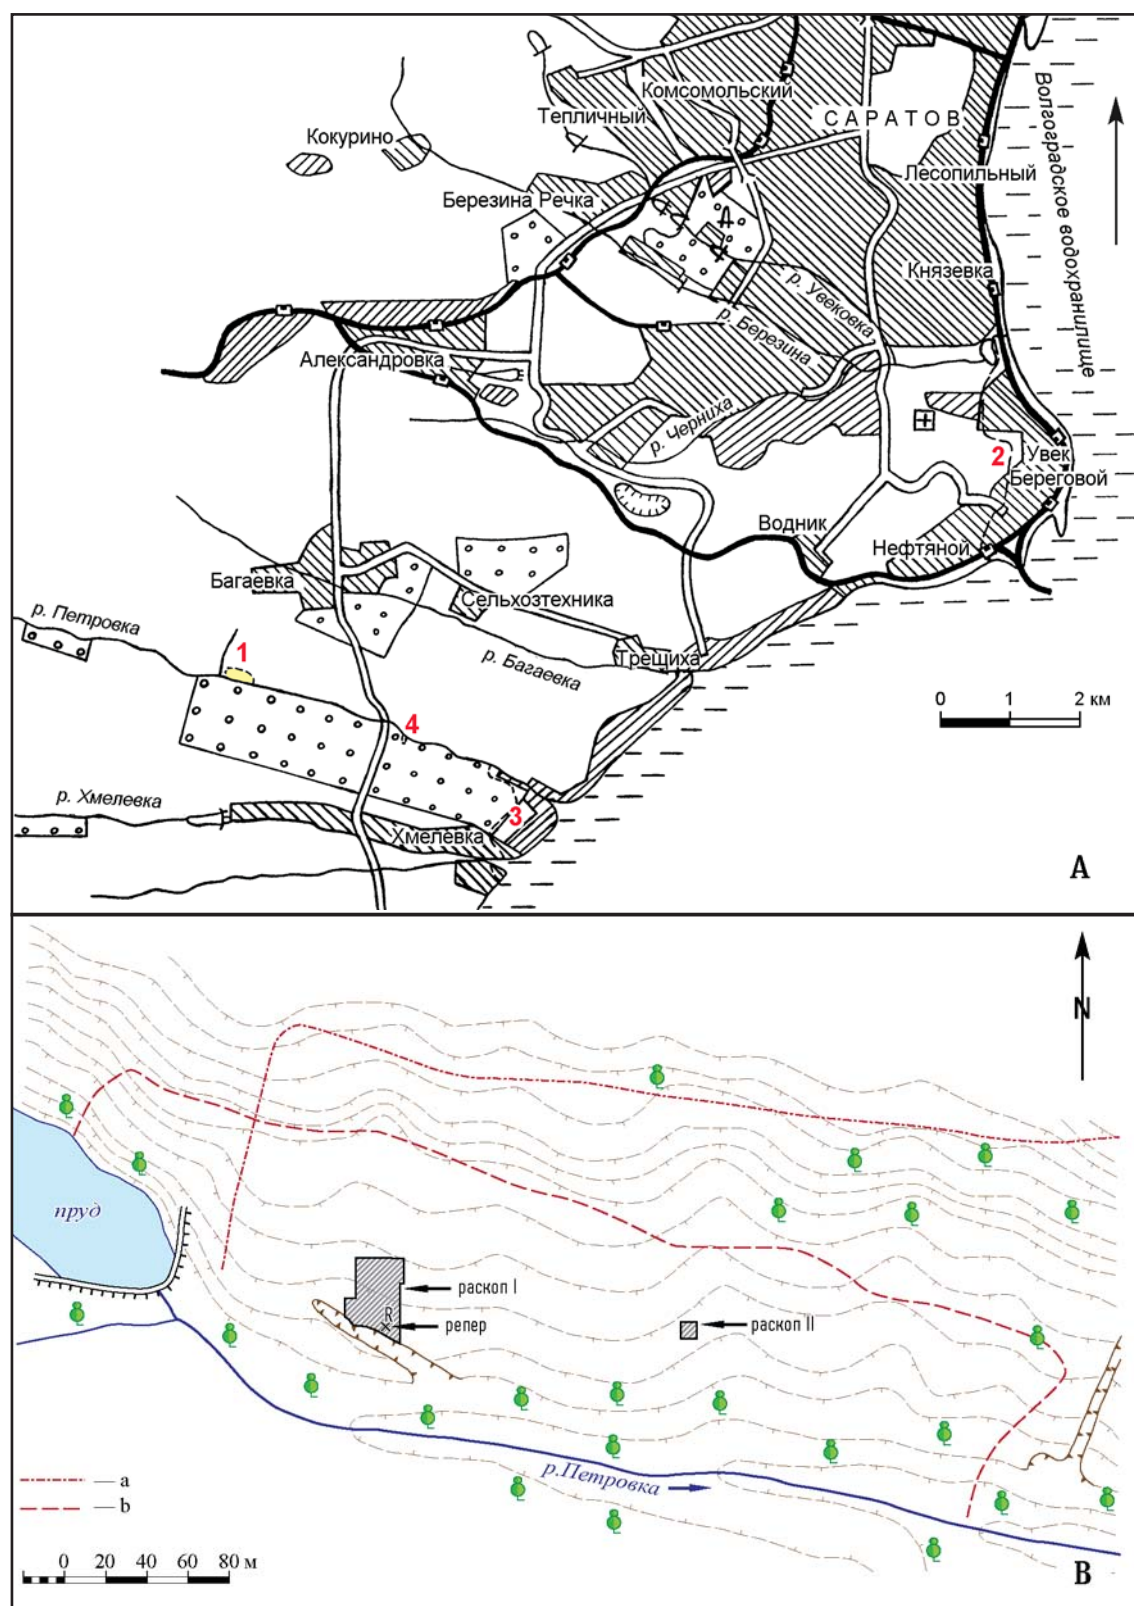 Комсомольский
Тепличный
САРАТОВ
Кокурино
Лесопильный
Березина Речка
Волгоградское водохранилище
Князевка
р. Увековка
р. Березина
Александровка
р. Черниха
2
Увек
Береговой
Водник
Нефтяной
Багаевка
Сельхозтехника
р. Петровка
1
р. Багаевка
Трещиха
0 1 2 км
4
р. Хмелевка
3
Хмелевка
A
N
пруд
раскоп I
R
репер
раскоп II
р.Петровка
— a
— b
0 20 40 60 80 м
B